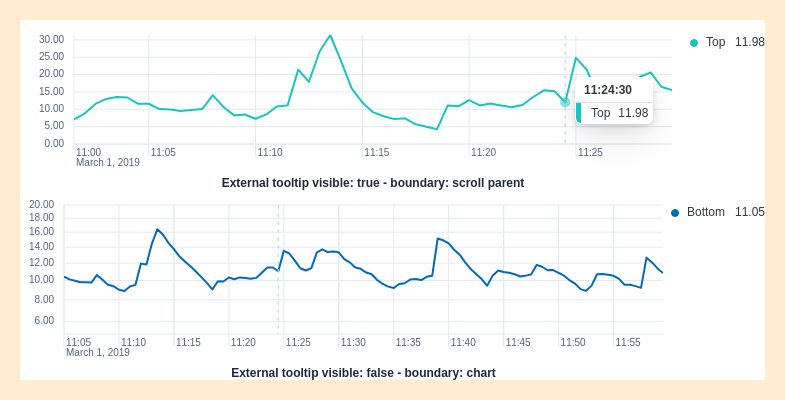 30.00
25.00
20.00
15.00
10.00
5.00
0.00
11:00 11:05 11:10 11:15 11:20 11:25
March 1, 2019
Top 11.98
11:24:30
Top 11.98
External tooltip visible: true - boundary: scroll parent
20.00
18.00
16.00
14.00
12.00
10.00
8.00
6.00
11:05 11:10 11:15 11:20 11:25 11:30 11:35 11:40 11:45 11:50 11:55
March 1, 2019
Bottom 11.05
External tooltip visible: false - boundary: chart